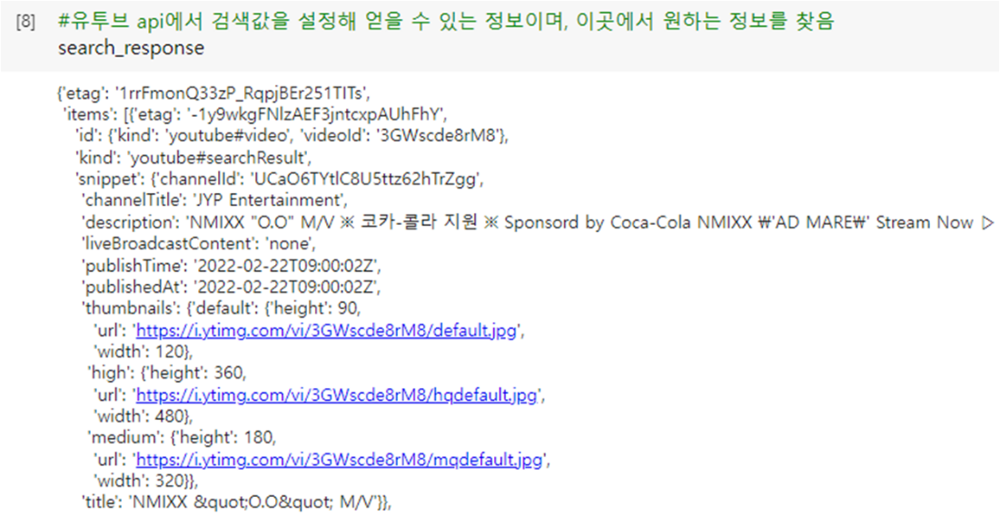 [8] #유투브 api에서 검색값을 설정해 얻을 수 있는 정보이며, 이곳에서 원하는 정보를 찾음
search_response
{'etag': '1rrFmonQ33zP_RqpjBEr251TITs',
'items': [{'etag': '-1y9wkgFNlzAEF3jntcxpAUhFhY',
'id': {'kind': 'youtube#video', 'videoId': '3GWscde8rM8'},
'kind': 'youtube#searchResult',
'snippet': {'channelId': 'UCaO6TYtlC8U5ttz62hTrZgg',
'channelTitle': 'JYP Entertainment',
'description': 'NMIXX "O.O" M/V ※ 코카-콜라 지원 ※ Sponsord by Coca-Cola NMIXX ₩'AD MARE₩' Stream Now ▷
'liveBroadcastContent': 'none',
'publishTime': '2022-02-22T09:00:02Z',
'publishedAt': '2022-02-22T09:00:02Z',
'thumbnails': {'default': {'height': 90,
'url': 'https://i.ytimg.com/vi/3GWscde8rM8/default.jpg',
'width': 120},
'high': {'height': 360,
'url': 'https://i.ytimg.com/vi/3GWscde8rM8/hqdefault.jpg',
'width': 480},
'medium': {'height': 180,
'url': 'https://i.ytimg.com/vi/3GWscde8rM8/mqdefault.jpg',
'width': 320}},
'title': 'NMIXX &quot;O.O&quot; M/V'}},